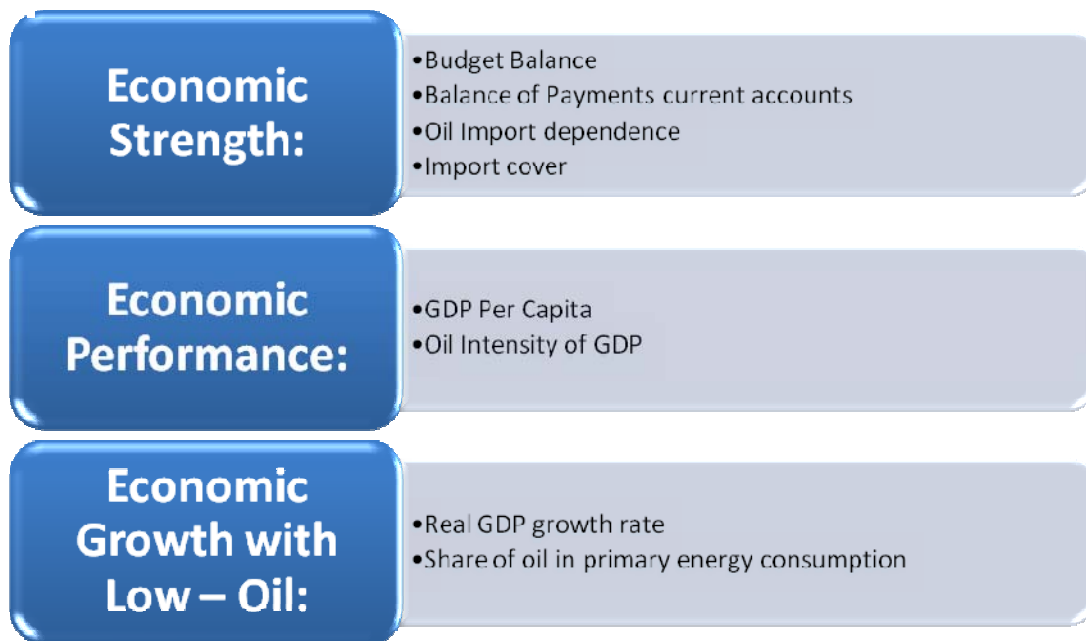 Economic
Strength:
•Budget Balance
•Balance of Payments current accounts
•Oil Import dependence
•Import cover
Economic
Performance:
•GDP Per Capita
•Oil Intensity of GDP
Economic
Growth with
Low – Oil:
•Real GDP growth rate
•Share of oil in primary energy consumption